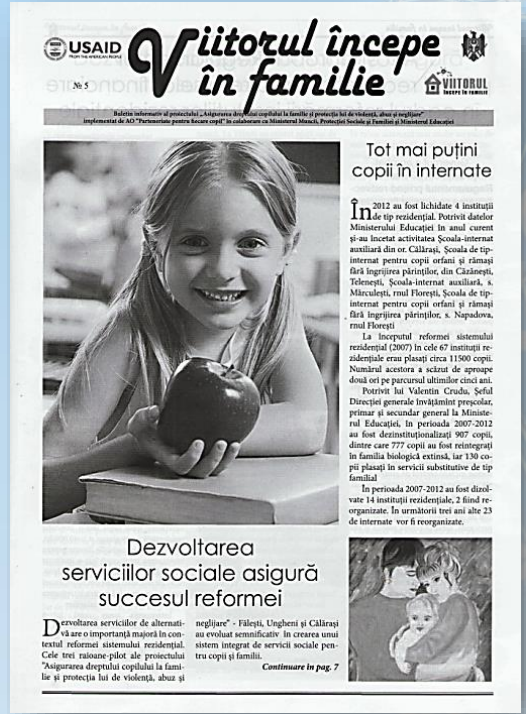 USAID
FROM THE AMERICAN PEOPLE
Viitorul începe
în familie
№ 5
VIITORUL
ÎNCEPE ÎN FAMILIE
Buletin informativ al proiectului „Asigurarea dreptului copilului la familie și protecția lui de violență, abuz și neglijare”
implementat de AO "Parteneriate pentru fiecare copil" în colaborare cu Ministerul Muncii, Protecției Sociale și Familiei și Ministerul Educației
Tot mai puțini
copii în internate
În 2012 au fost lichidate 4 instituții
de tip rezidențial. Potrivit datelor
Ministerului Educației în anul curent
și-au încetat activitatea Școala-internat
auxiliară din or. Călărași, Școala de tip-
internat pentru copii orfani și rămași
fără îngrijirea părinților, din Căzănești,
Telenești, Școala-internat auxiliară, s.
Mărculești, rnul Florești, Școala de tip-
internat pentru copii orfani și rămași
fără îngrijirea părinților, s. Napadova,
rnul Florești
La începutul reformei sistemului
rezidențial (2007) în cele 67 instituții re-
zidențiale erau plasați circa 11500 copii.
Numărul acestora a scăzut de aproape
două ori pe parcursul ultimilor cinci ani.
Potrivit lui Valentin Crudu, Șeful
Direcției generale învățămînt preșcolar,
primar și secundar general la Ministe-
rul Educației, în perioada 2007-2012
au fost dezinstituționalizați 907 copii,
dintre care 777 copii au fost reintegrați
în familia biologică extinsă, iar 130 co-
pii plasați în servicii substitutive de tip
familial
În perioada 2007-2012 au fost dizol-
vate 14 instituții rezidențiale, 2 fiind re-
organizate. În următorii trei ani alte 23
de internate vor fi reorganizate.
Dezvoltarea
serviciilor sociale asigură
succesul reformei
Dezvoltarea serviciilor de alternati-
vă are o importanță majoră în con-
textul reformei sistemului rezidențial.
Cele trei raioane-pilot ale proiectului
"Asigurarea dreptului copilului la fami-
lie și protecția lui de violență, abuz și
neglijare" - Fălești, Ungheni și Călărași
au evoluat semnificativ în crearea unui
sistem integrat de servicii sociale pen-
tru copii și familii.
Continuare în pag. 7